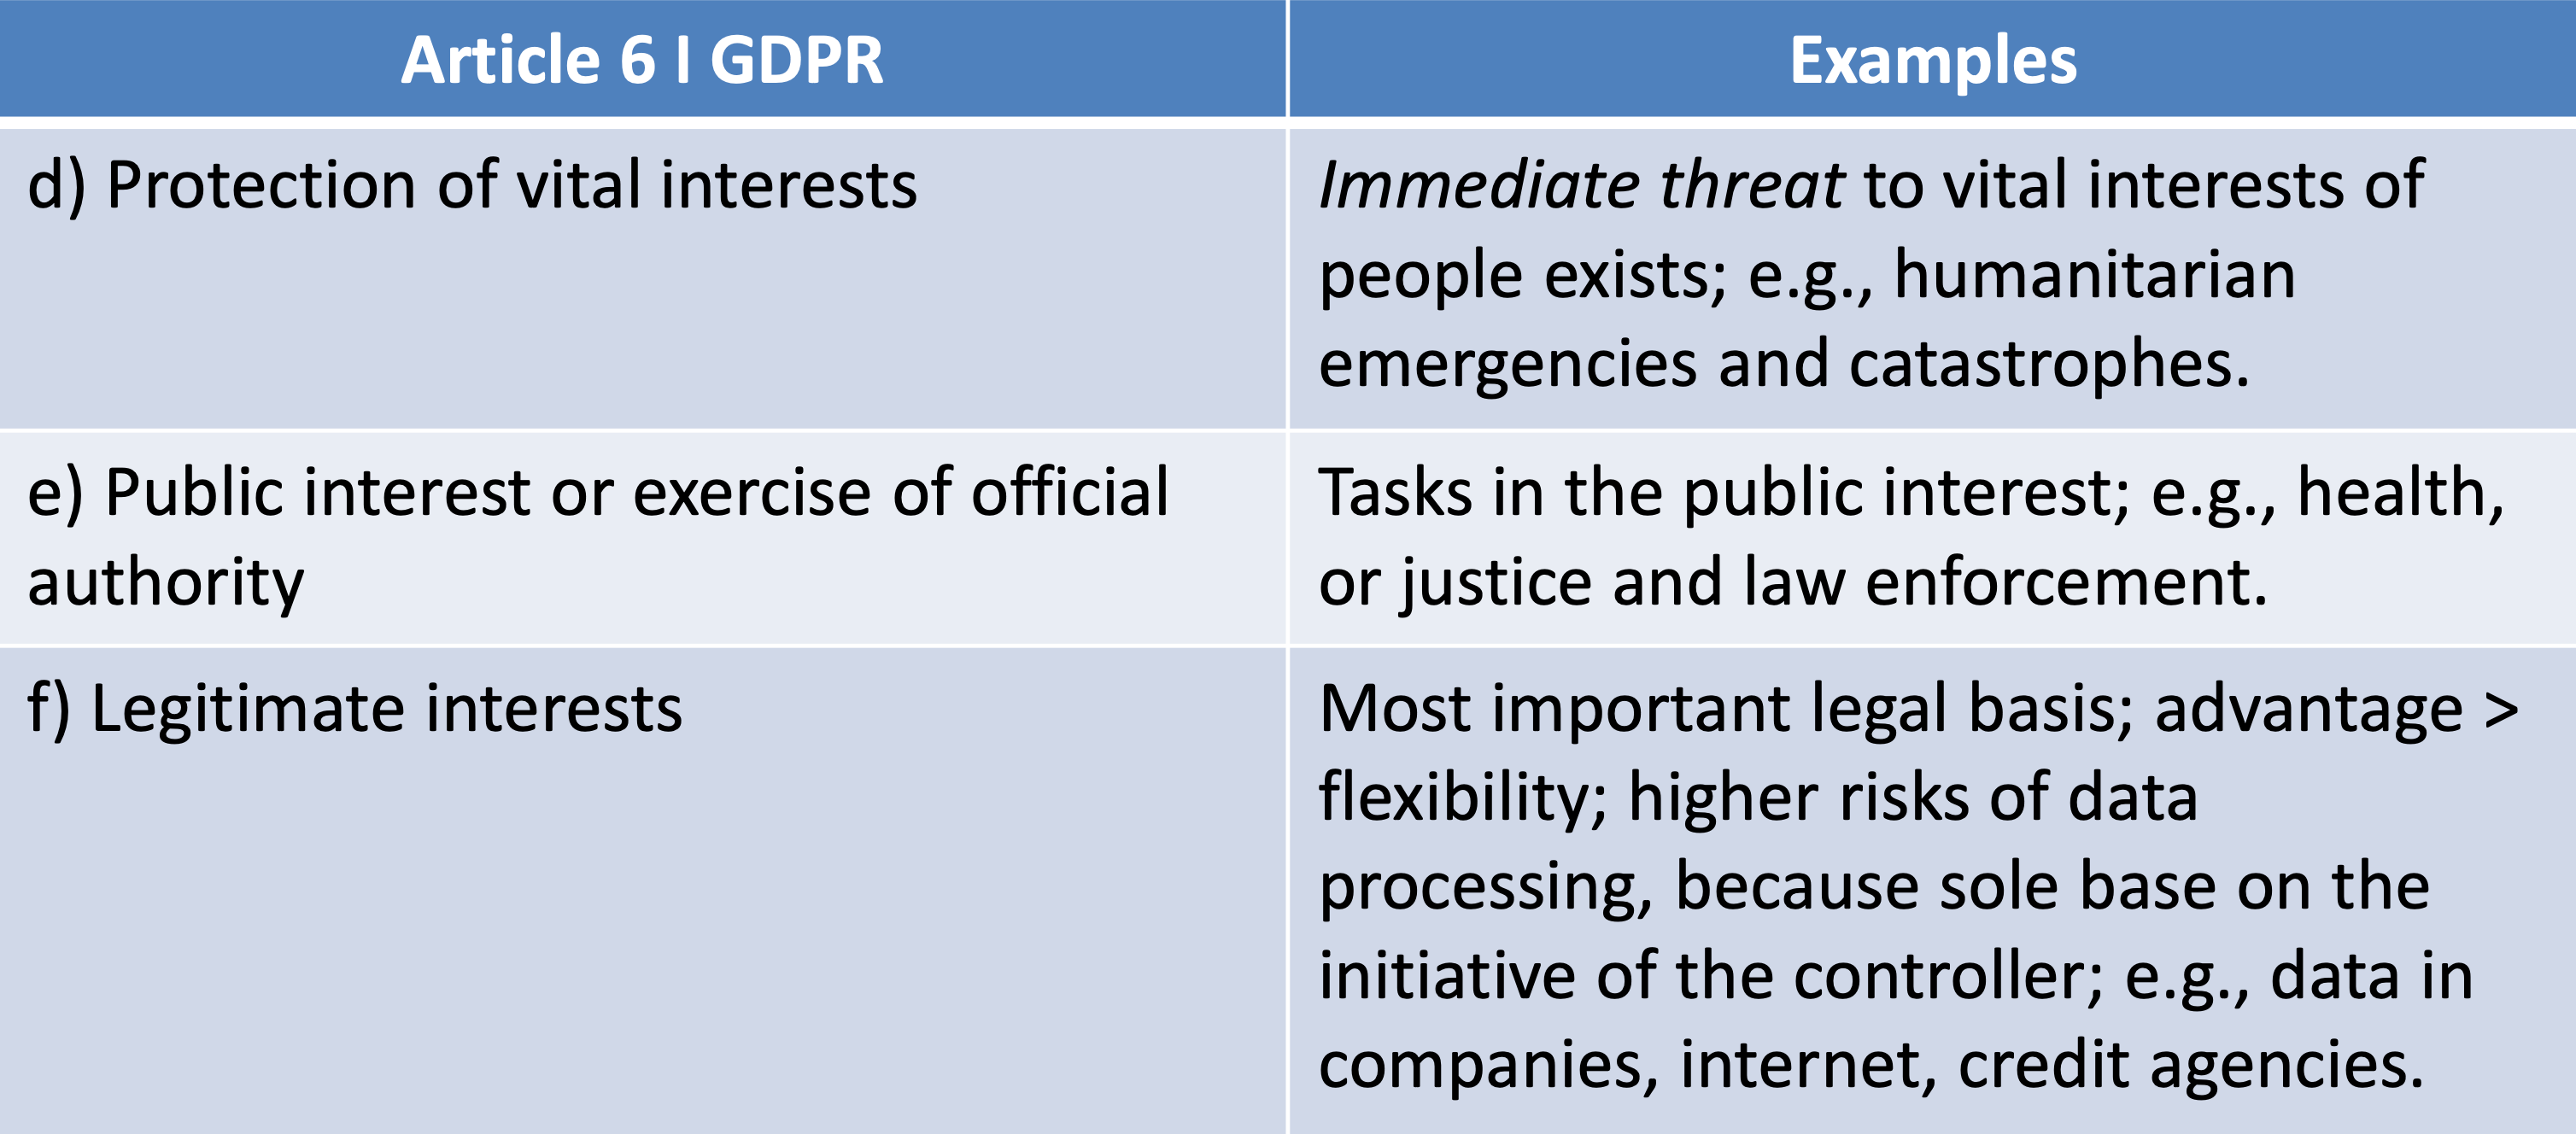 Article 6 I GDPR
Examples
d) Protection of vital interests
Immediate threat to vital interests of
people exists; e.g., humanitarian
emergencies and catastrophes.
e) Public interest or exercise of official
authority
Tasks in the public interest; e.g., health,
or justice and law enforcement.
f) Legitimate interests
Most important legal basis; advantage >
flexibility; higher risks of data
processing, because sole base on the
initiative of the controller; e.g., data in
companies, internet, credit agencies.